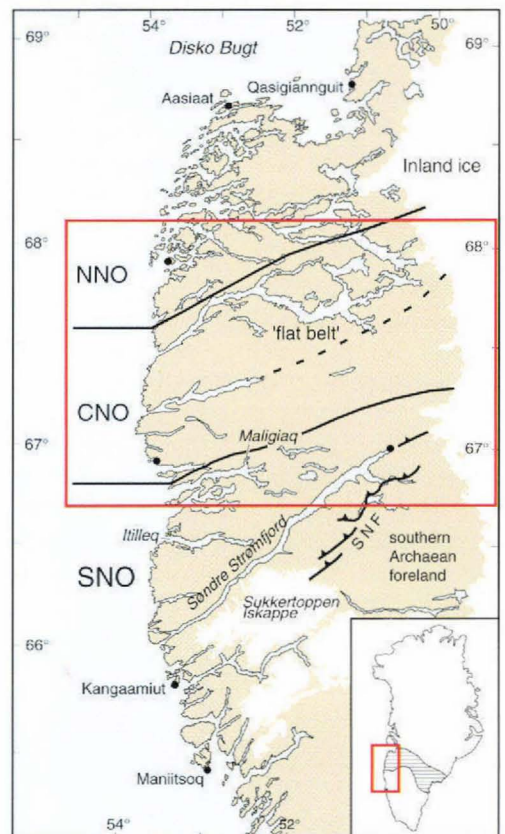 54°
52°
50°
69°
69°
Disko Bugt
Qasigiannguit
Aasiaat
Inland ice
68°
68°
NNO
'flat belt'
CNO
Maligiaq
67°
67°
Itilleq
Søndre Strømfjord
SNF
southern
Archaean
foreland
SNO
Sukkertoppen
Iskappe
66°
Kangaamiut
Maniitsoq
54°
52°